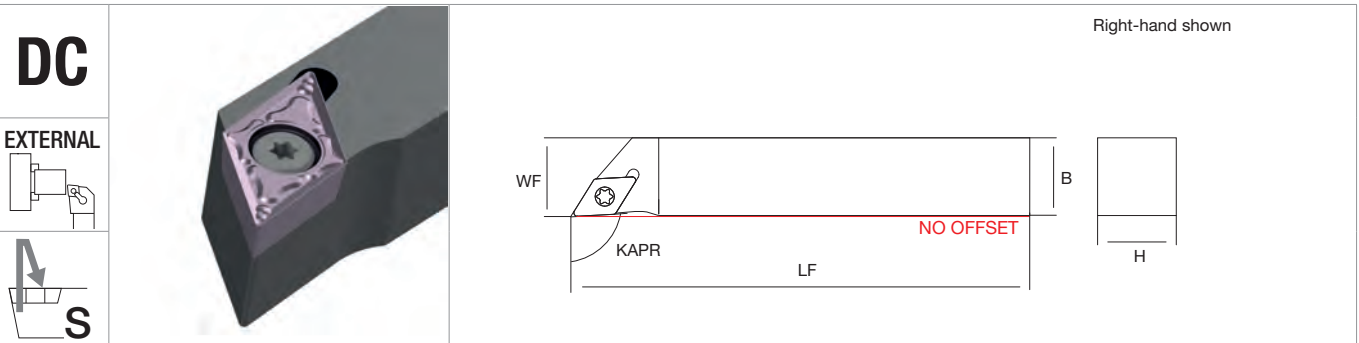 DC
EXTERNAL
S
Right-hand shown
WF
B
NO OFFSET
KAPR
LF
H